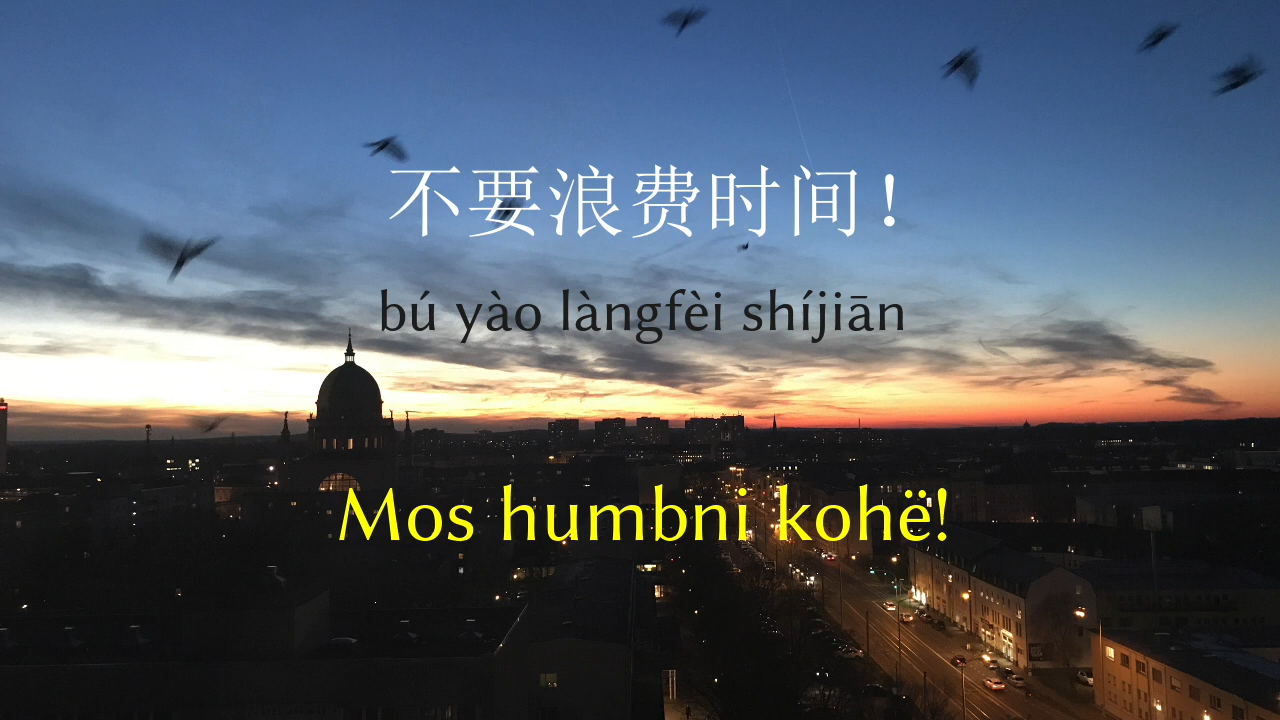 不要浪费时间！
bú yào làngfèi shíjiān
Mos humbni kohë!